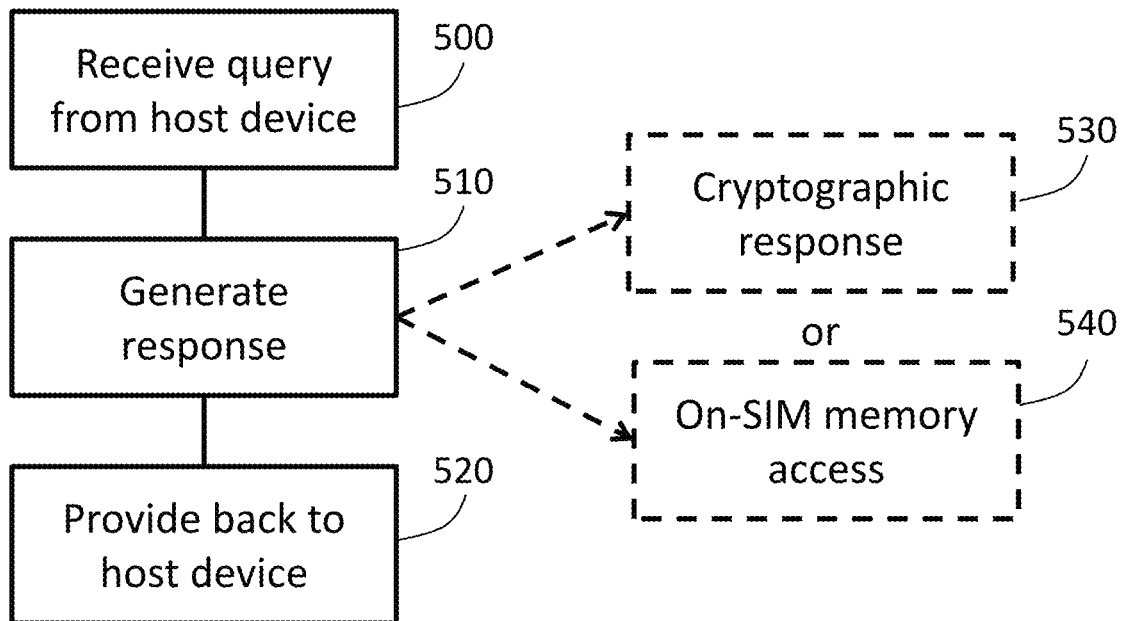 Receive query
from host device
500
Generate
response
510
Provide back to
host device
520
Cryptographic
response
530
or
On-SIM memory
access
540